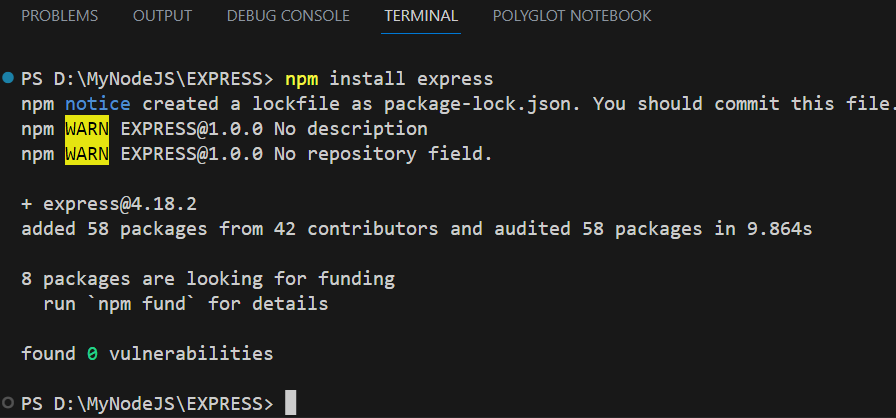 PROBLEMS OUTPUT DEBUG CONSOLE TERMINAL POLYGLOT NOTEBOOK
PS D:\MyNodeJS\EXPRESS> npm install express
npm notice created a lockfile as package-lock.json. You should commit this file.
npm WARN EXPRESS@1.0.0 No description
npm WARN EXPRESS@1.0.0 No repository field.
+ express@4.18.2
added 58 packages from 42 contributors and audited 58 packages in 9.864s
8 packages are looking for funding
run `npm fund` for details
found 0 vulnerabilities
PS D:\MyNodeJS\EXPRESS>